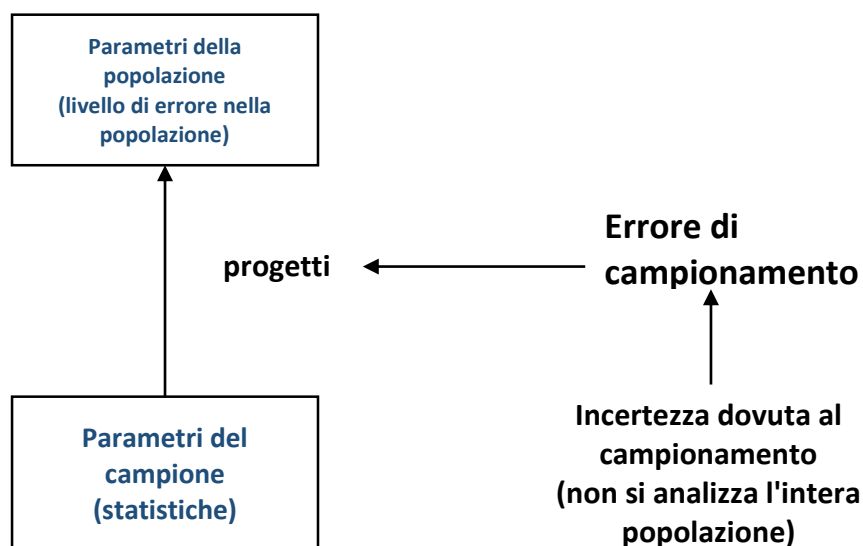 Parametri della
popolazione
(livello di errore nella
popolazione)
Errore di
campionamento
progetti
Parametri del
campione
(statistiche)
Incertezza dovuta al
campionamento
(non si analizza l'intera
popolazione)